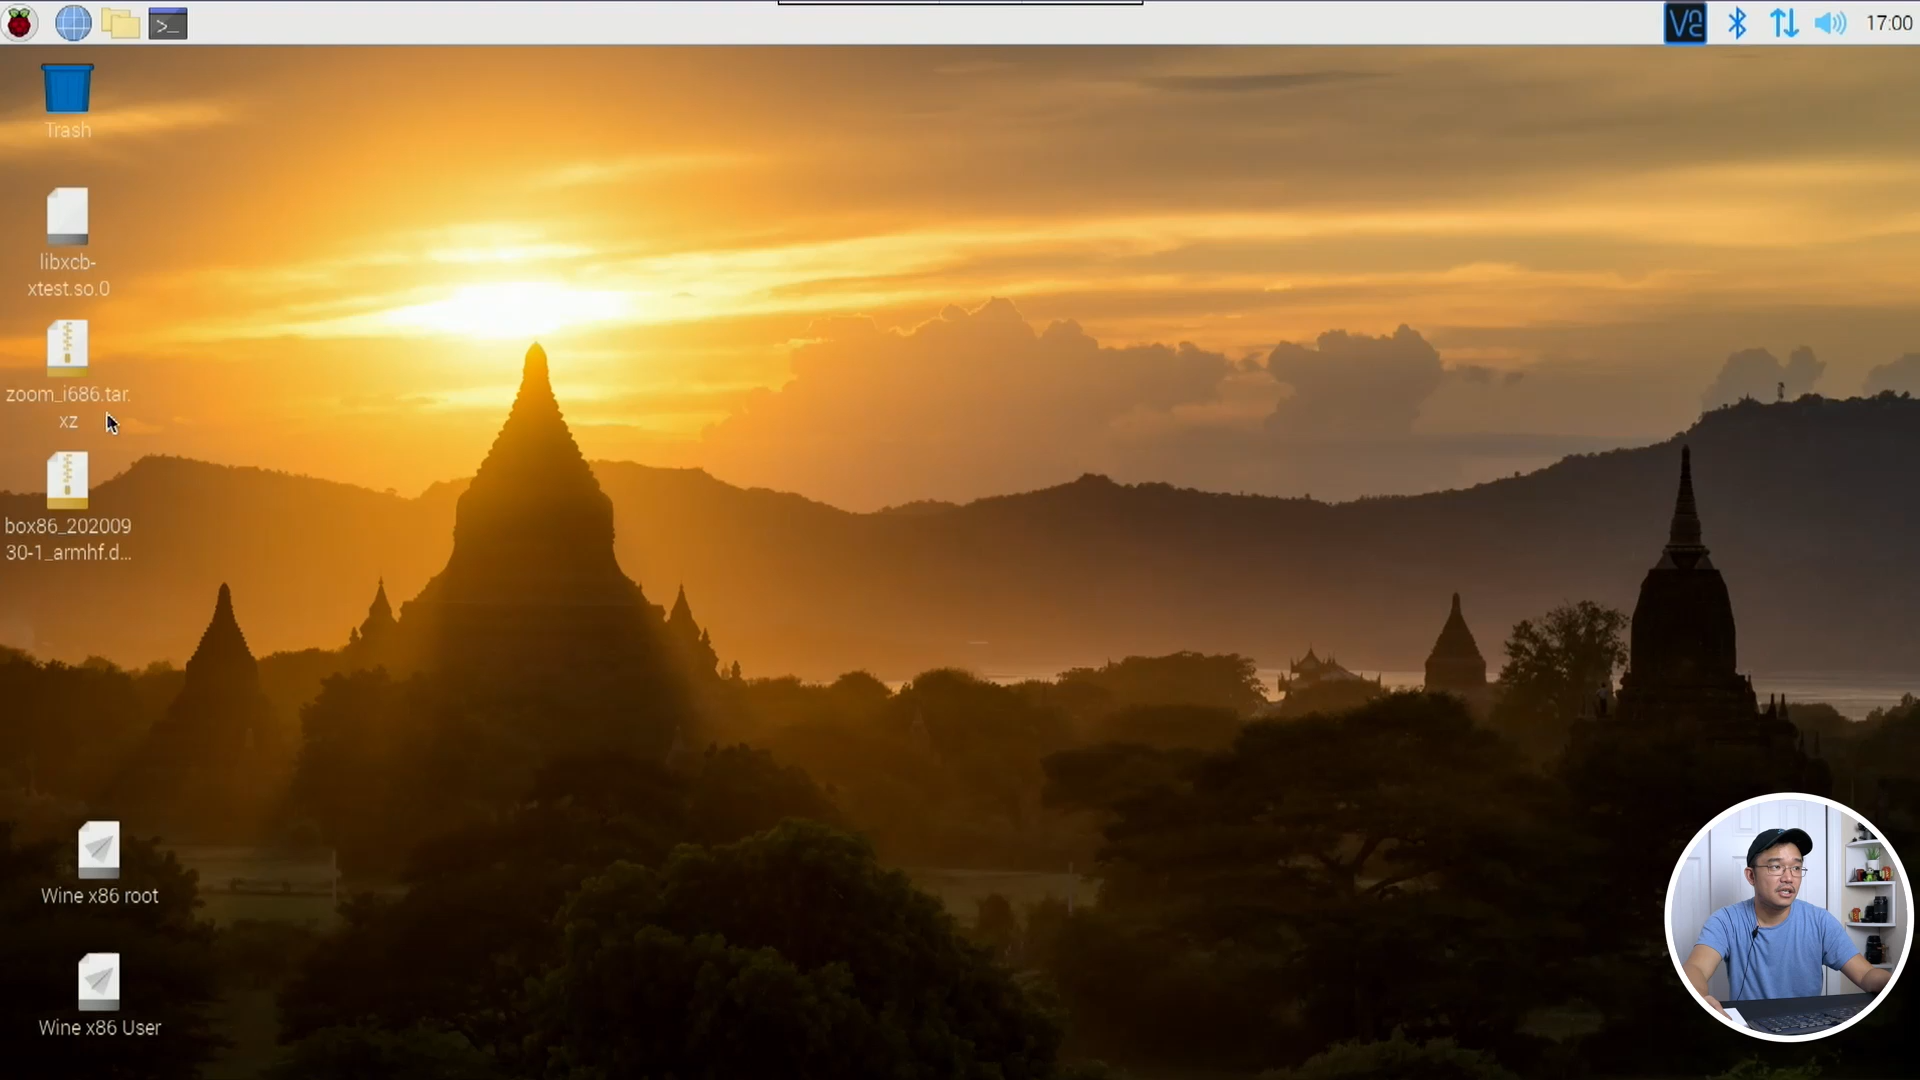 VNC
17:00
Trash
libxcb-
xtest.so.0
zoom_i686.tar.
xz
box86_202009
30-1_armhf.d...
Wine x86 root
Wine x86 User